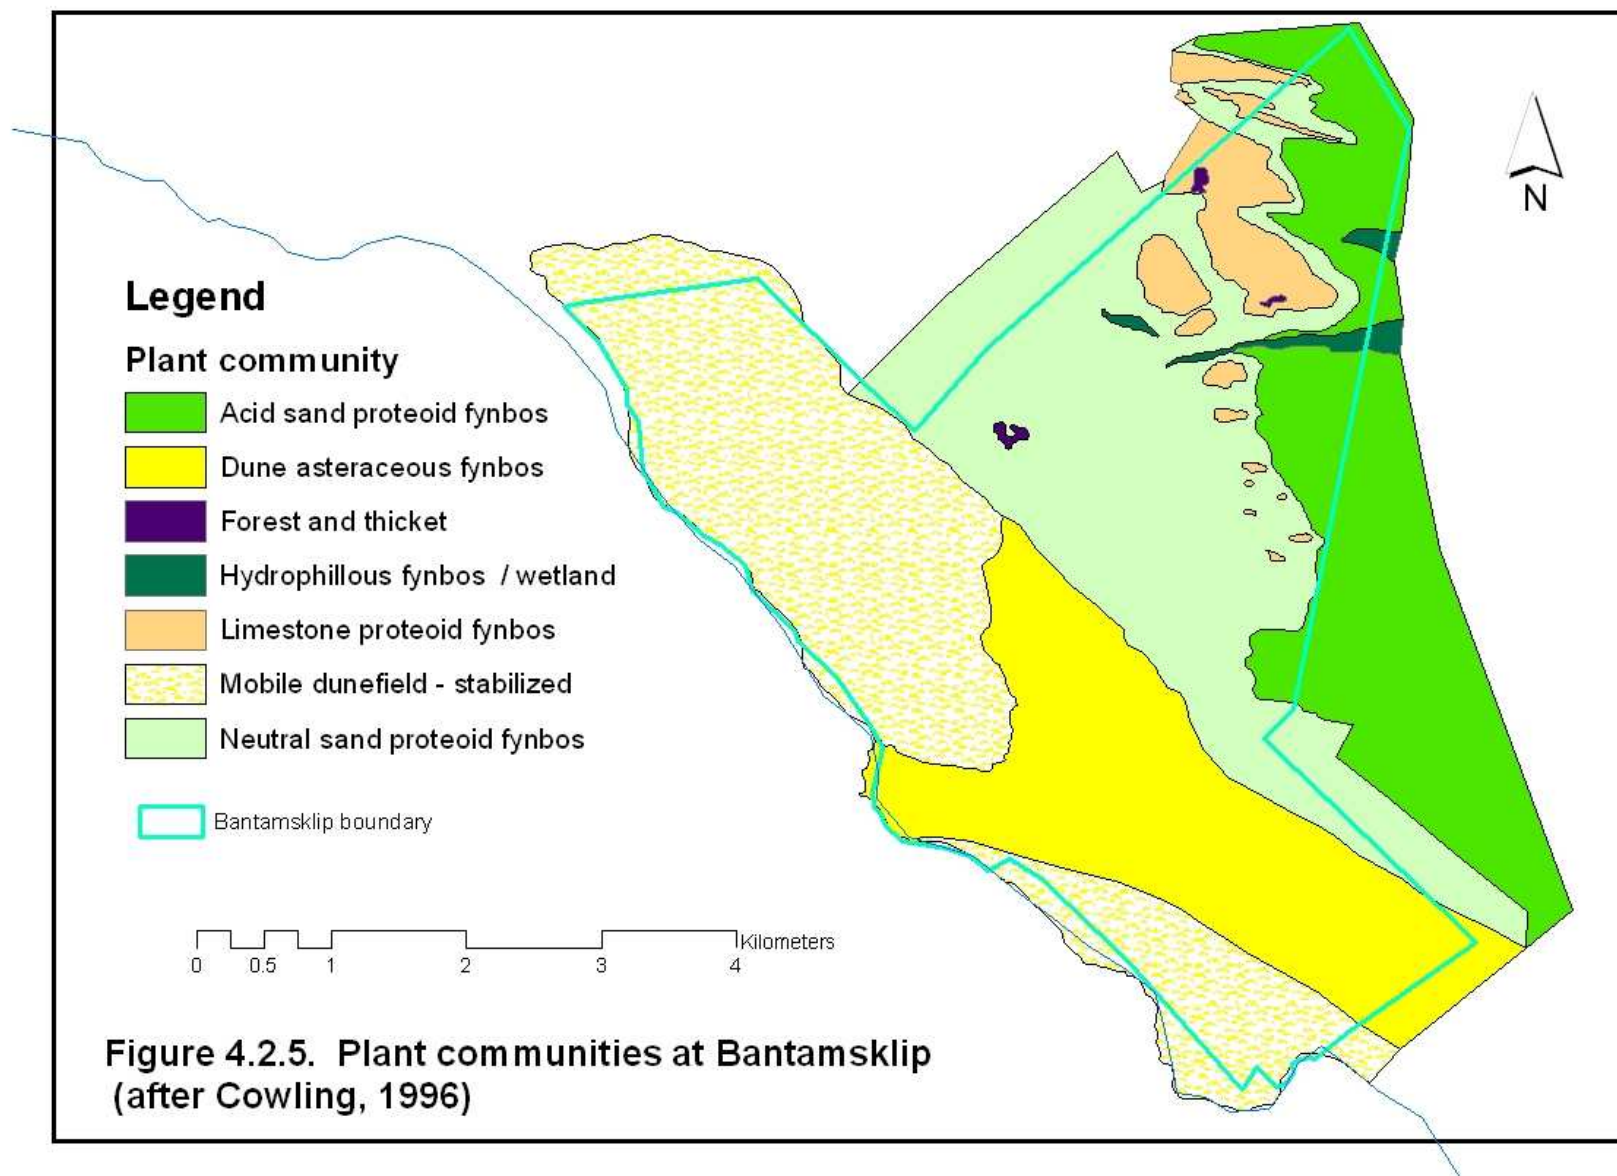 N
Legend
Plant community
Acid sand proteoid fynbos
Dune asteraceous fynbos
Forest and thicket
Hydrophillous fynbos / wetland
Limestone proteoid fynbos
Mobile dunefield - stabilized
Neutral sand proteoid fynbos
Bantamsklip boundary
Kilometers
0 0.5 1 2 3 4
Figure 4.2.5. Plant communities at Bantamsklip
(after Cowling, 1996)